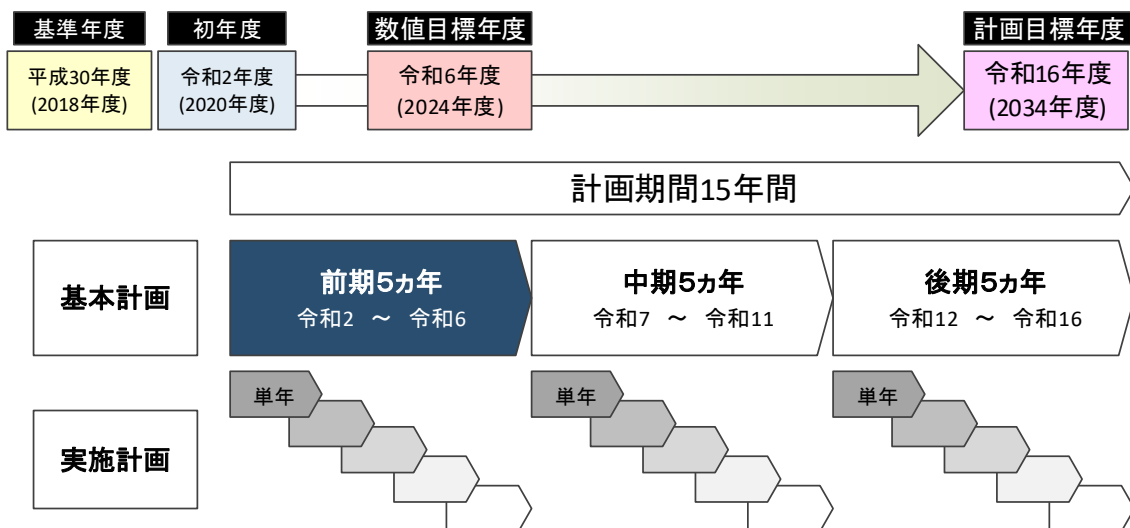 基準年度
初年度
数値目標年度
計画目標年度
平成30年度
(2018年度)
令和2年度
(2020年度)
令和6年度
(2024年度)
令和16年度
(2034年度)
計画期間15年間
基本計画
前期5ヵ年
令和2 ～ 令和6
中期5ヵ年
令和7 ～ 令和11
後期5ヵ年
令和12 ～ 令和16
実施計画
単年
単年
単年